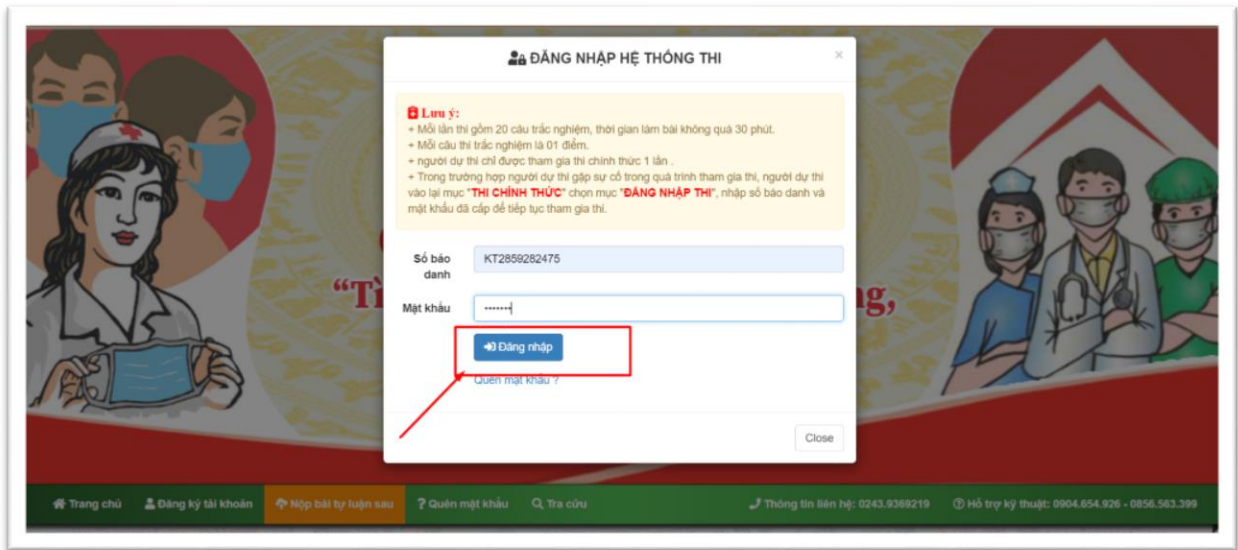 ĐĂNG NHẬP HỆ THỐNG THI
×
Lưu ý:
+ Mỗi lần thi gồm 20 câu trắc nghiệm, thời gian làm bài không quá 30 phút.
+ Mỗi câu thi trắc nghiệm là 01 điểm.
+ người dự thi chỉ được tham gia thi chính thức 1 lần .
+ Trong trường hợp người dự thi gặp sự cố trong quá trình tham gia thi, người dự thi
vào lại mục "THI CHÍNH THỨC" chọn mục "ĐĂNG NHẬP THI", nhập số báo danh và
mật khẩu đã cấp để tiếp tục tham gia thi.
Số báo
danh
KT2859282475
"Tì
g,
Mật khẩu
•••••••
Đăng nhập
Quên mật khẩu ?
Close
Trang chủ Đăng ký tài khoản Nộp bài tự luận sau ? Quên mật khẩu Tra cứu Thông tin liên hệ: 0243.9369219 Hỗ trợ kỹ thuật: 0904.654.926 - 0856.563.399